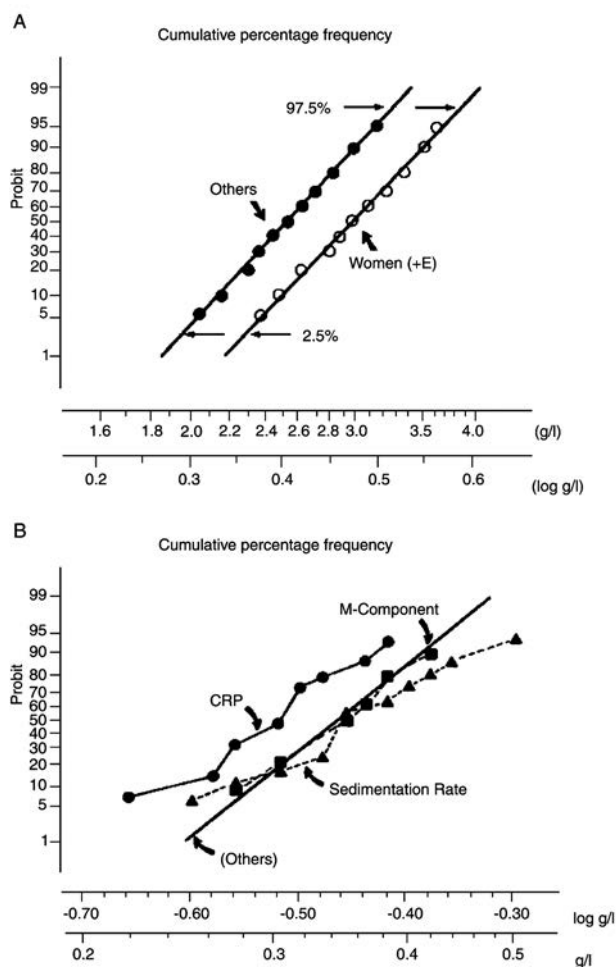 A
Cumulative percentage frequency
99
97.5%
95
90
Others
80
70
60
50
40
30
20
Probit
Women (+E)
10
5
2.5%
1
1.6 1.8 2.0 2.2 2.4 2.6 2.8 3.0 3.5 4.0
(g/l)
0.2 0.3 0.4 0.5 0.6
(log g/l)
B
Cumulative percentage frequency
99
M-Component
95
90
80
CRP
70
60
50
40
30
20
Probit
Sedimentation Rate
10
5
1
(Others)
-0.70 -0.60 -0.50 -0.40 -0.30
log g/l
0.2 0.3 0.4 0.5
g/l